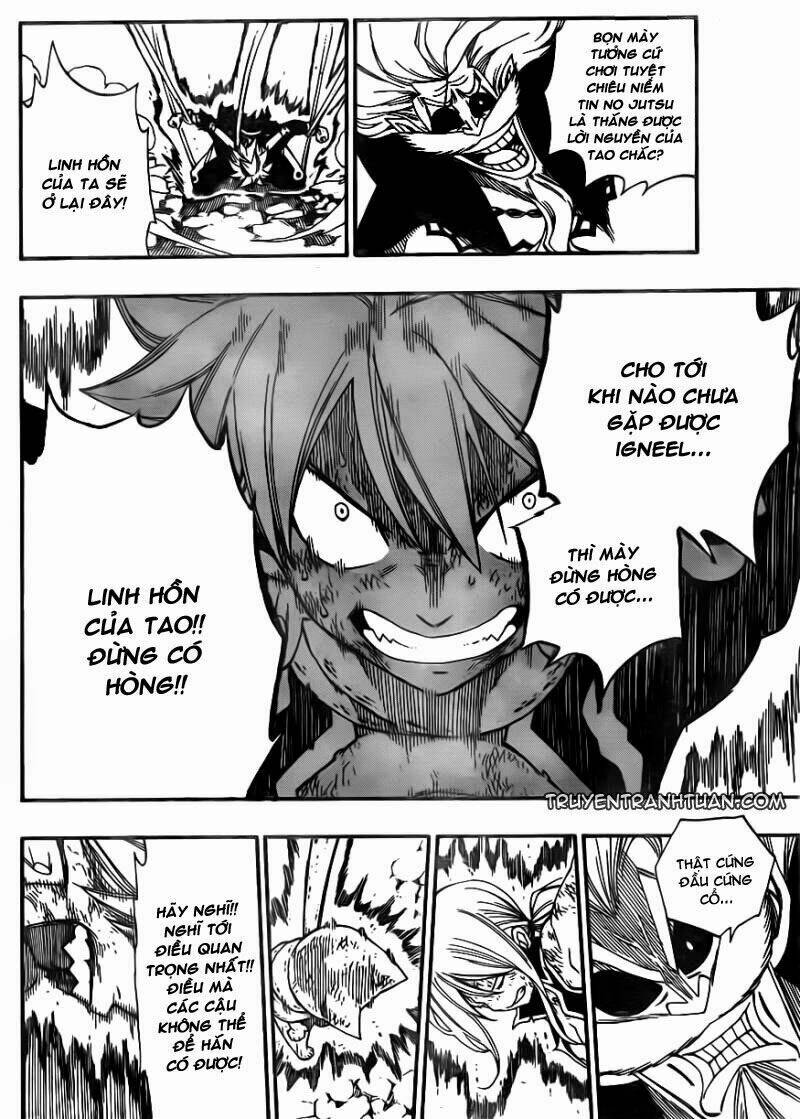 BỌN MÀY
TƯỞNG CỨ
CHƠI TUYỆT
CHIÊU NIỀM
TIN NO JUTSU
LÀ THẮNG ĐƯỢC
LỜI NGUYỀN CỦA
TAO CHẮC?
LINH HỒN
CỦA TA SẼ
Ở LẠI ĐÂY!
CHO TỚI
KHI NÀO CHƯA
GẶP ĐƯỢC
IGNEEL...
THÌ MÀY
ĐỪNG HÒNG
CÓ ĐƯỢC...
LINH HỒN
CỦA TAO!!
ĐỪNG CÓ
HÒNG!!
TRUYENTRANHTUAN.COM
THẬT CỨNG
ĐẦU CỨNG
CỔ...
HÃY NGHĨ!!
NGHĨ TỚI
ĐIỀU QUAN
TRỌNG NHẤT!!
ĐIỀU MÀ
CÁC CẬU
KHÔNG THỂ
ĐỂ HẮN
CÓ ĐƯỢC!